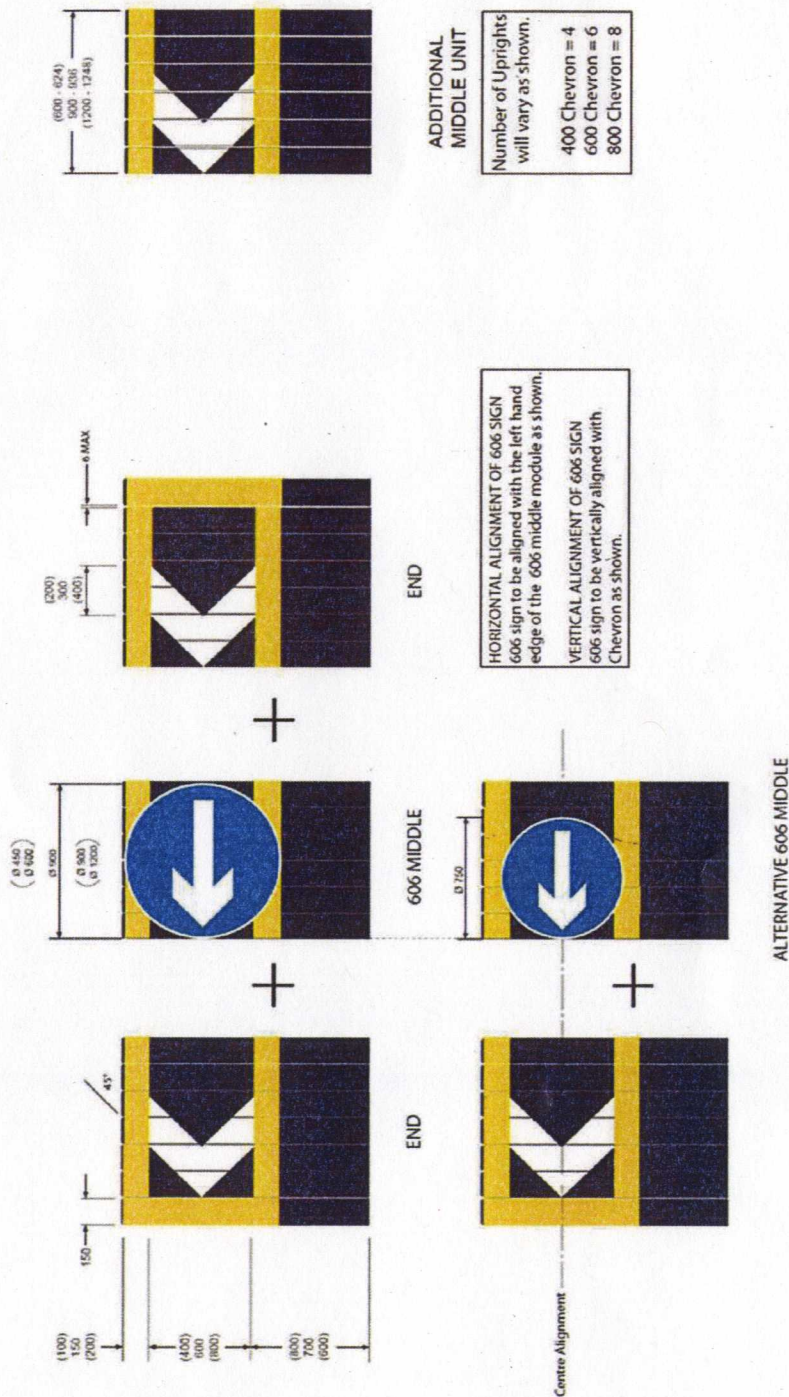 (600 - 624)
900 - 936
(1200 - 1248)
ADDITIONAL
MIDDLE UNIT
Number of Uprights
will vary as shown.
400 Chevron = 4
600 Chevron = 6
800 Chevron = 8
6 MAX
(200)
300
(400)
END
HORIZONTAL ALIGNMENT OF 606 SIGN
606 sign to be aligned with the left hand
edge of the 606 middle module as shown.
VERTICAL ALIGNMENT OF 606 SIGN
606 sign to be vertically aligned with
Chevron as shown.
+
(Ø 450
Ø 600)
Ø 900
(Ø 900
Ø 1200)
606 MIDDLE
Ø 750
ALTERNATIVE 606 MIDDLE
+
+
45°
END
150
(100)
150
(200)
(400)
600
(800)
(800)
700
(600)
Centre Alignment